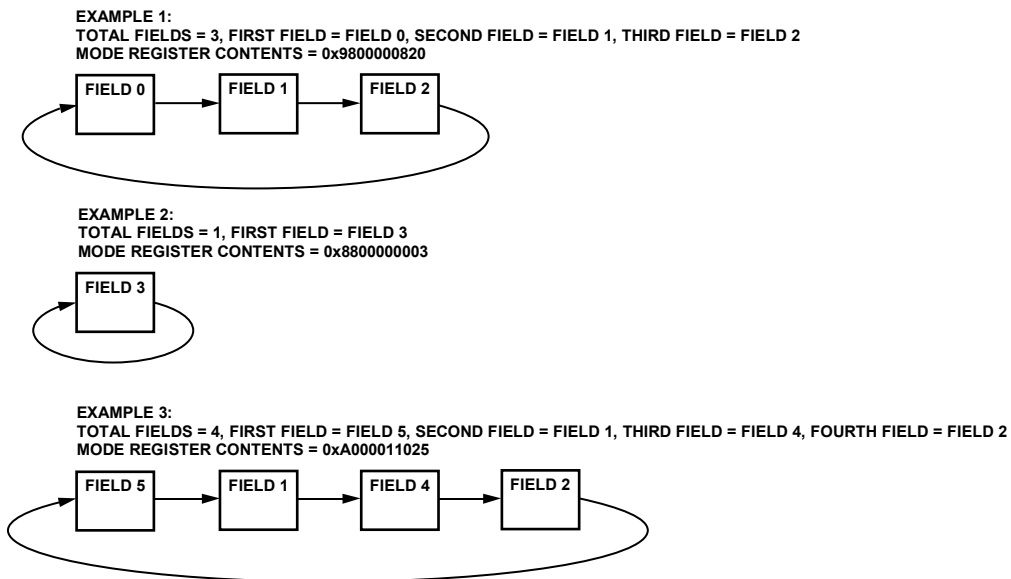 EXAMPLE 1:
TOTAL FIELDS = 3, FIRST FIELD = FIELD 0, SECOND FIELD = FIELD 1, THIRD FIELD = FIELD 2
MODE REGISTER CONTENTS = 0x9800000820
FIELD 0
FIELD 1
FIELD 2
EXAMPLE 2:
TOTAL FIELDS = 1, FIRST FIELD = FIELD 3
MODE REGISTER CONTENTS = 0x8800000003
FIELD 3
EXAMPLE 3:
TOTAL FIELDS = 4, FIRST FIELD = FIELD 5, SECOND FIELD = FIELD 1, THIRD FIELD = FIELD 4, FOURTH FIELD = FIELD 2
MODE REGISTER CONTENTS = 0xA000011025
FIELD 5
FIELD 1
FIELD 4
FIELD 2